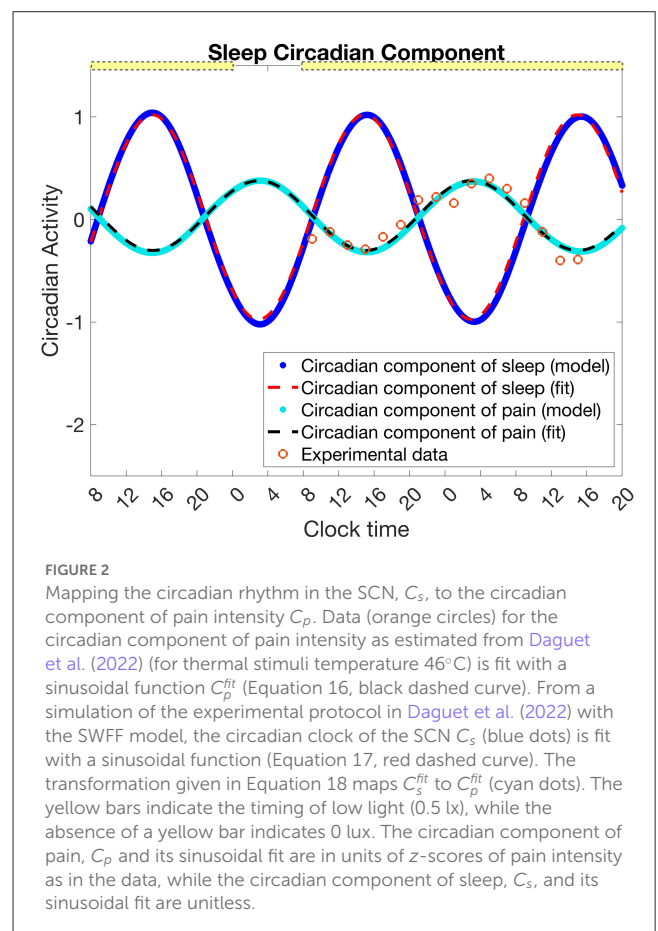 Sleep Circadian Component
1
0
-1
-2
Circadian Activity
Circadian component of sleep (model)
Circadian component of sleep (fit)
Circadian component of pain (model)
Circadian component of pain (fit)
Experimental data
8 12 16 20 0 4 8 12 16 20 0 4 8 12 16 20
Clock time
FIGURE 2
Mapping the circadian rhythm in the SCN, Cs, to the circadian
component of pain intensity Cp. Data (orange circles) for the
circadian component of pain intensity as estimated from Daguet
et al. (2022) (for thermal stimuli temperature 46°C) is fit with a
sinusoidal function Cp^fit (Equation 16, black dashed curve). From a
simulation of the experimental protocol in Daguet et al. (2022) with
the SWFF model, the circadian clock of the SCN Cs (blue dots) is fit
with a sinusoidal function (Equation 17, red dashed curve). The
transformation given in Equation 18 maps Cs^fit to Cp^fit (cyan dots). The
yellow bars indicate the timing of low light (0.5 lx), while the
absence of a yellow bar indicates 0 lux. The circadian component of
pain, Cp and its sinusoidal fit are in units of z-scores of pain intensity
as in the data, while the circadian component of sleep, Cs, and its
sinusoidal fit are unitless.